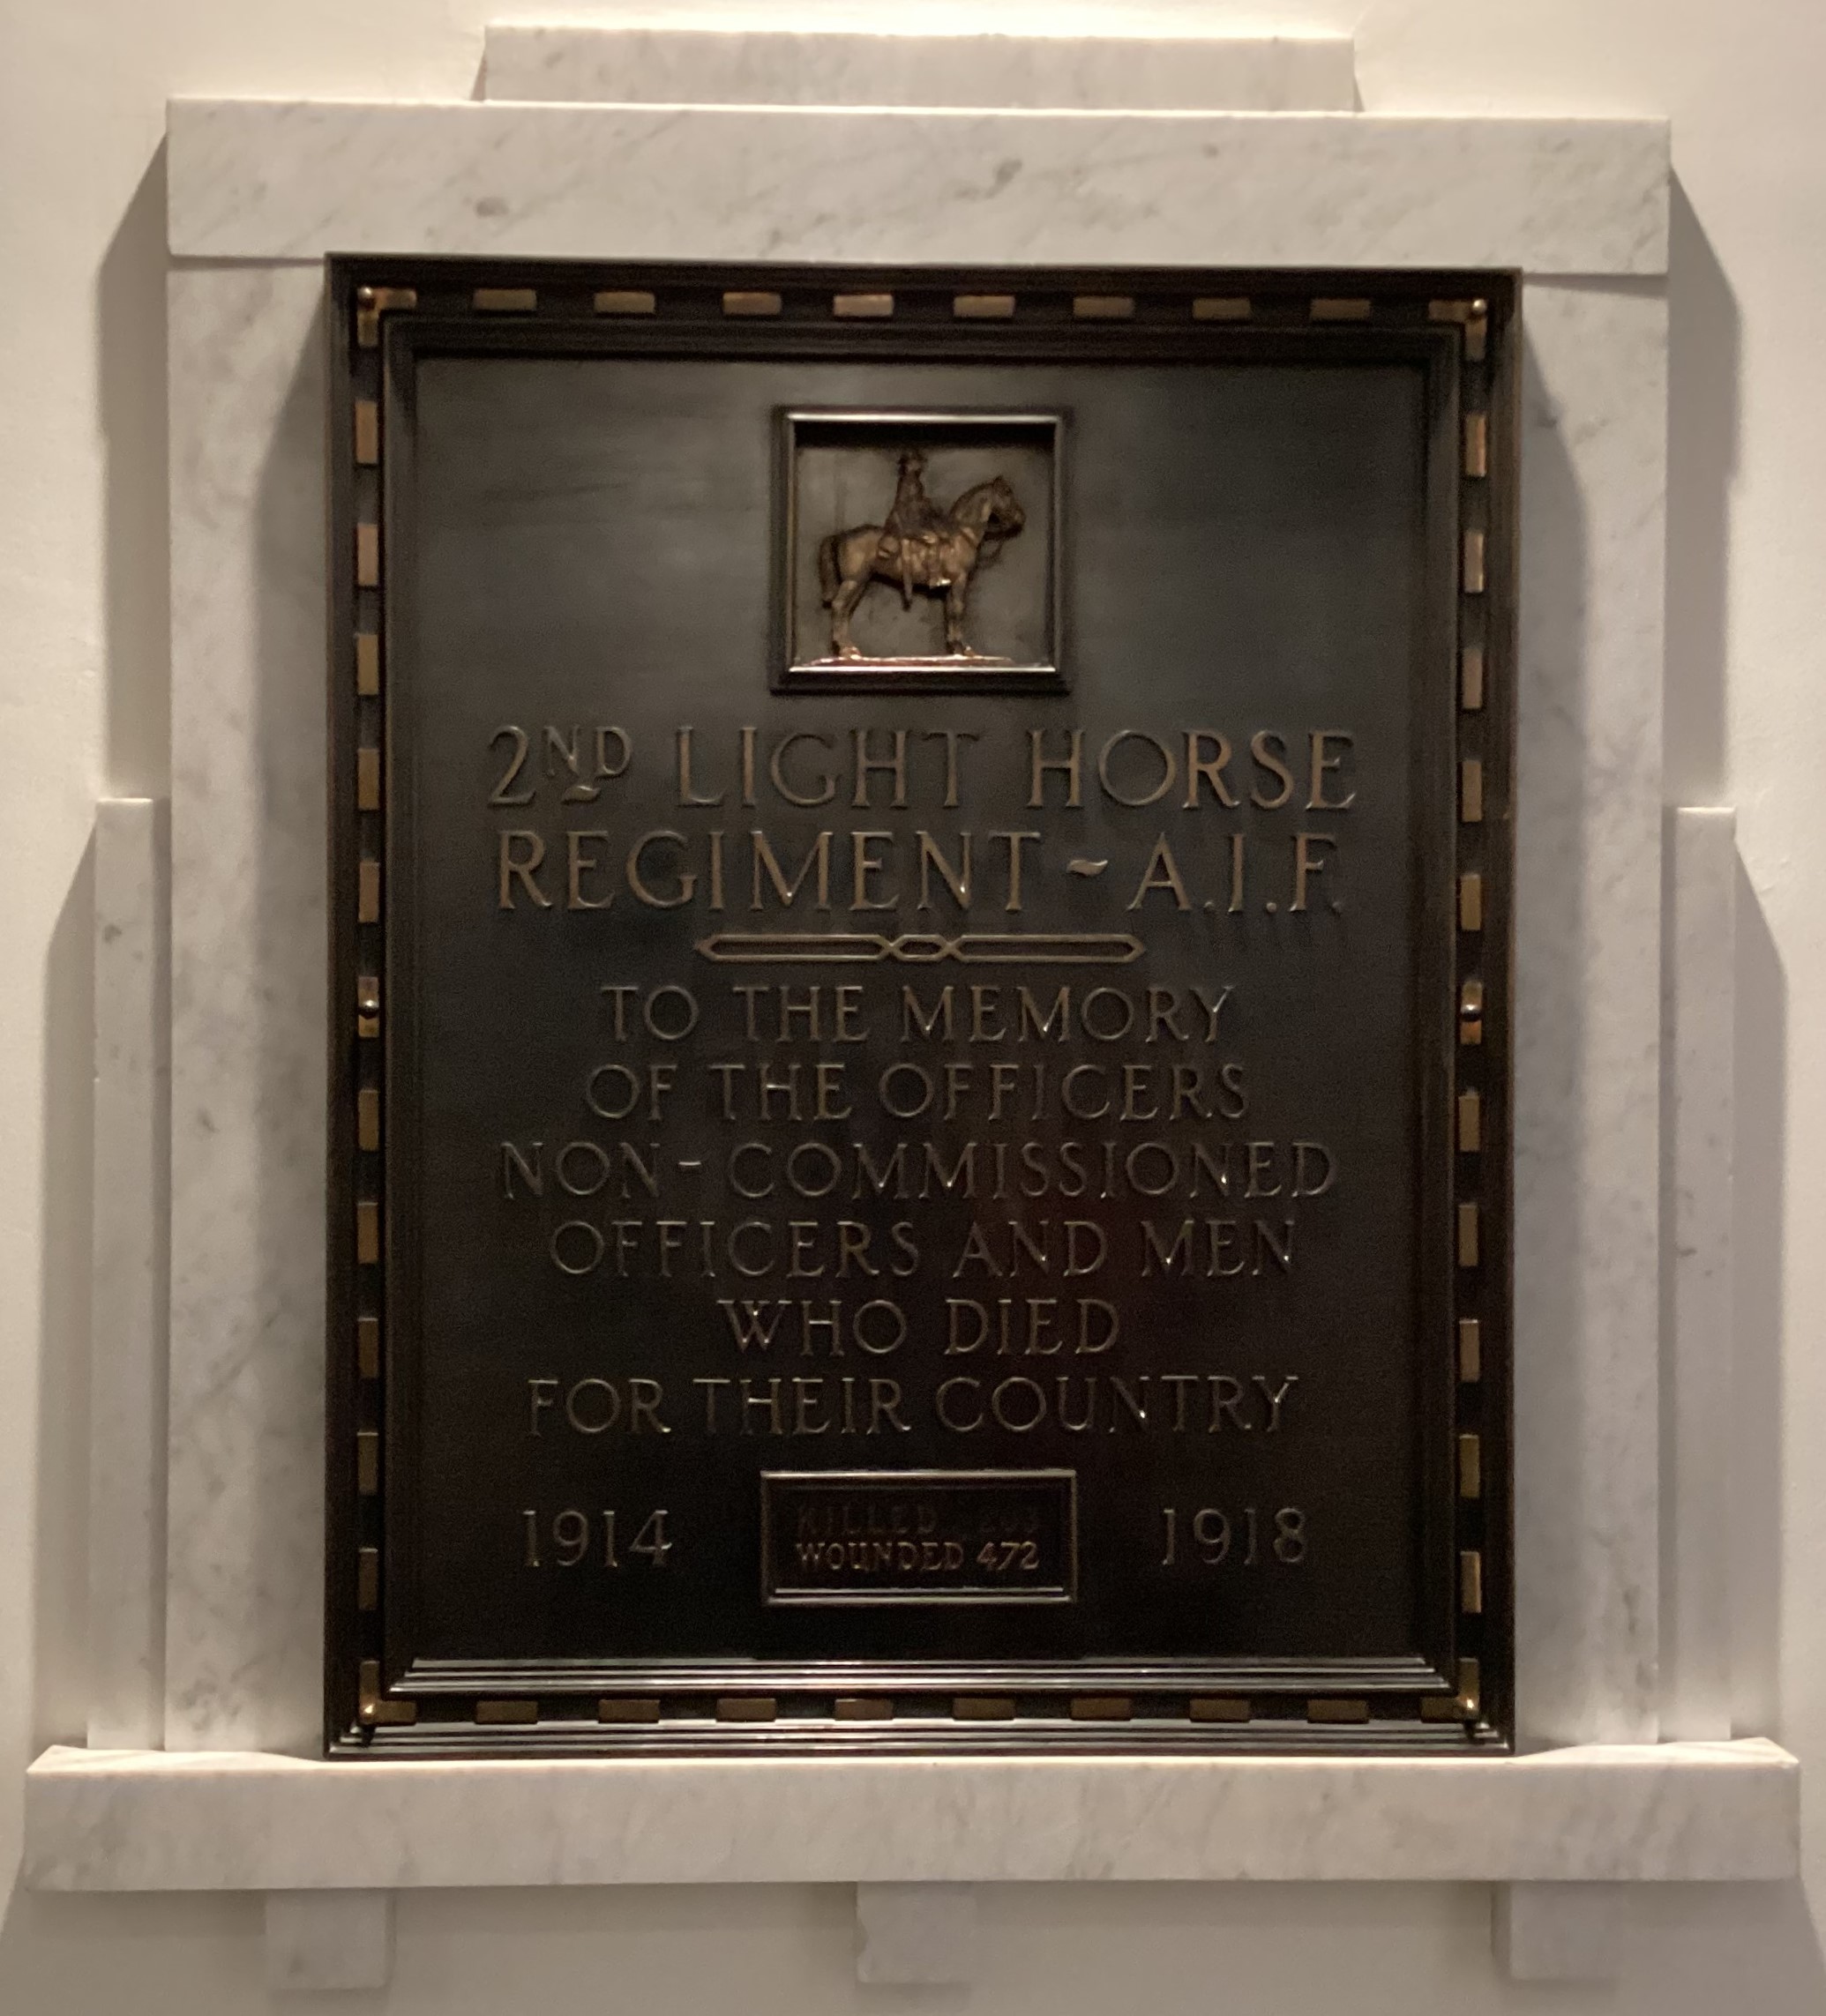 2ND LIGHT HORSE
REGIMENT ~ A.I.F.
TO THE MEMORY
OF THE OFFICERS
NON-COMMISSIONED
OFFICERS AND MEN
WHO DIED
FOR THEIR COUNTRY
1914
KILLED
WOUNDED 472
1918